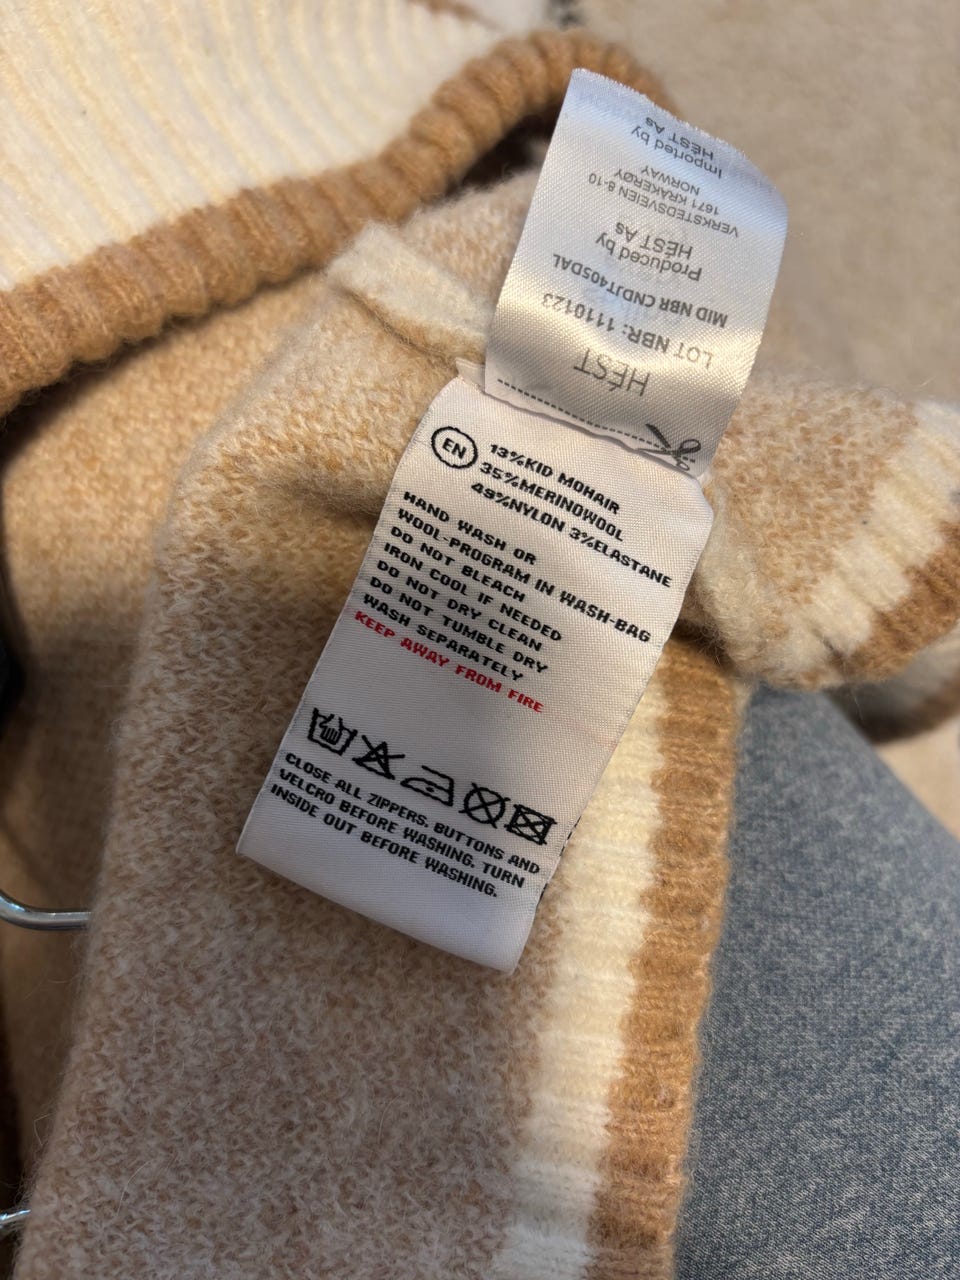 Imported by
HÉST As
VERKSTEDSVEIEN 8-10
1671 KRÅKERØY
NORWAY
Produced by
HÉST As
MID NBR CNDJT405DAL
LOT NBR: 1110123
HÉST
EN
13%KID MOHAIR
35%MERINOWOOL
49%NYLON 3%ELASTANE
HAND WASH OR
WOOL-PROGRAM IN WASH-BAG
DO NOT BLEACH
IRON COOL IF NEEDED
DO NOT DRY CLEAN
DO NOT TUMBLE DRY
WASH SEPARATELY
KEEP AWAY FROM FIRE
CLOSE ALL ZIPPERS, BUTTONS AND
VELCRO BEFORE WASHING. TURN
INSIDE OUT BEFORE WASHING.